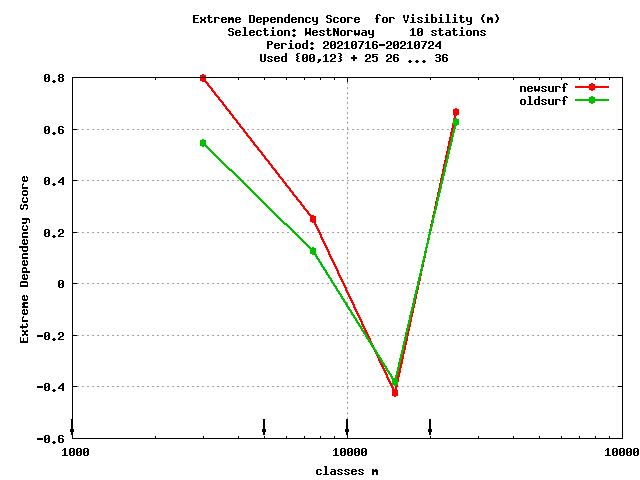 Extreme Dependency Score  for Visibility (m)
Selection: WestNorway     10 stations
Period: 20210716-20210724
Used {00,12} + 25 26 ... 36
newsurf
oldsurf
Extreme Dependency Score
0.8
0.6
0.4
0.2
0
-0.2
-0.4
-0.6
1000
10000
10000
classes m